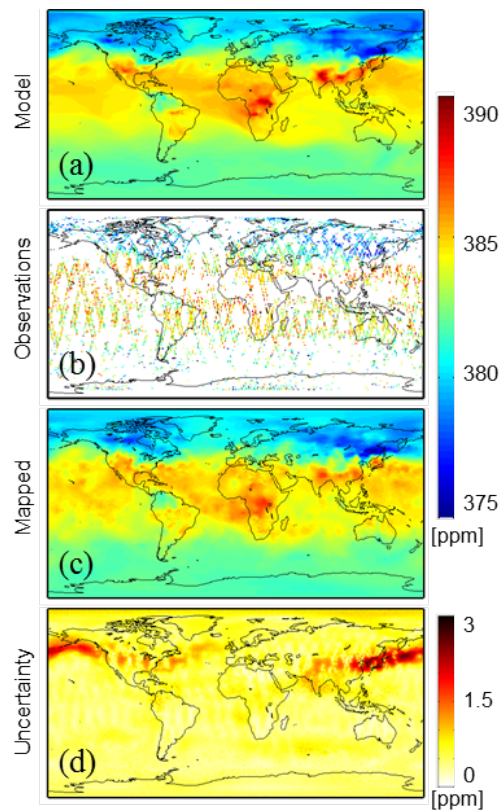 Model
(a)
Observations
(b)
Mapped
(c)
390
385
380
375
[ppm]
Uncertainty
(d)
3
1.5
0
[ppm]